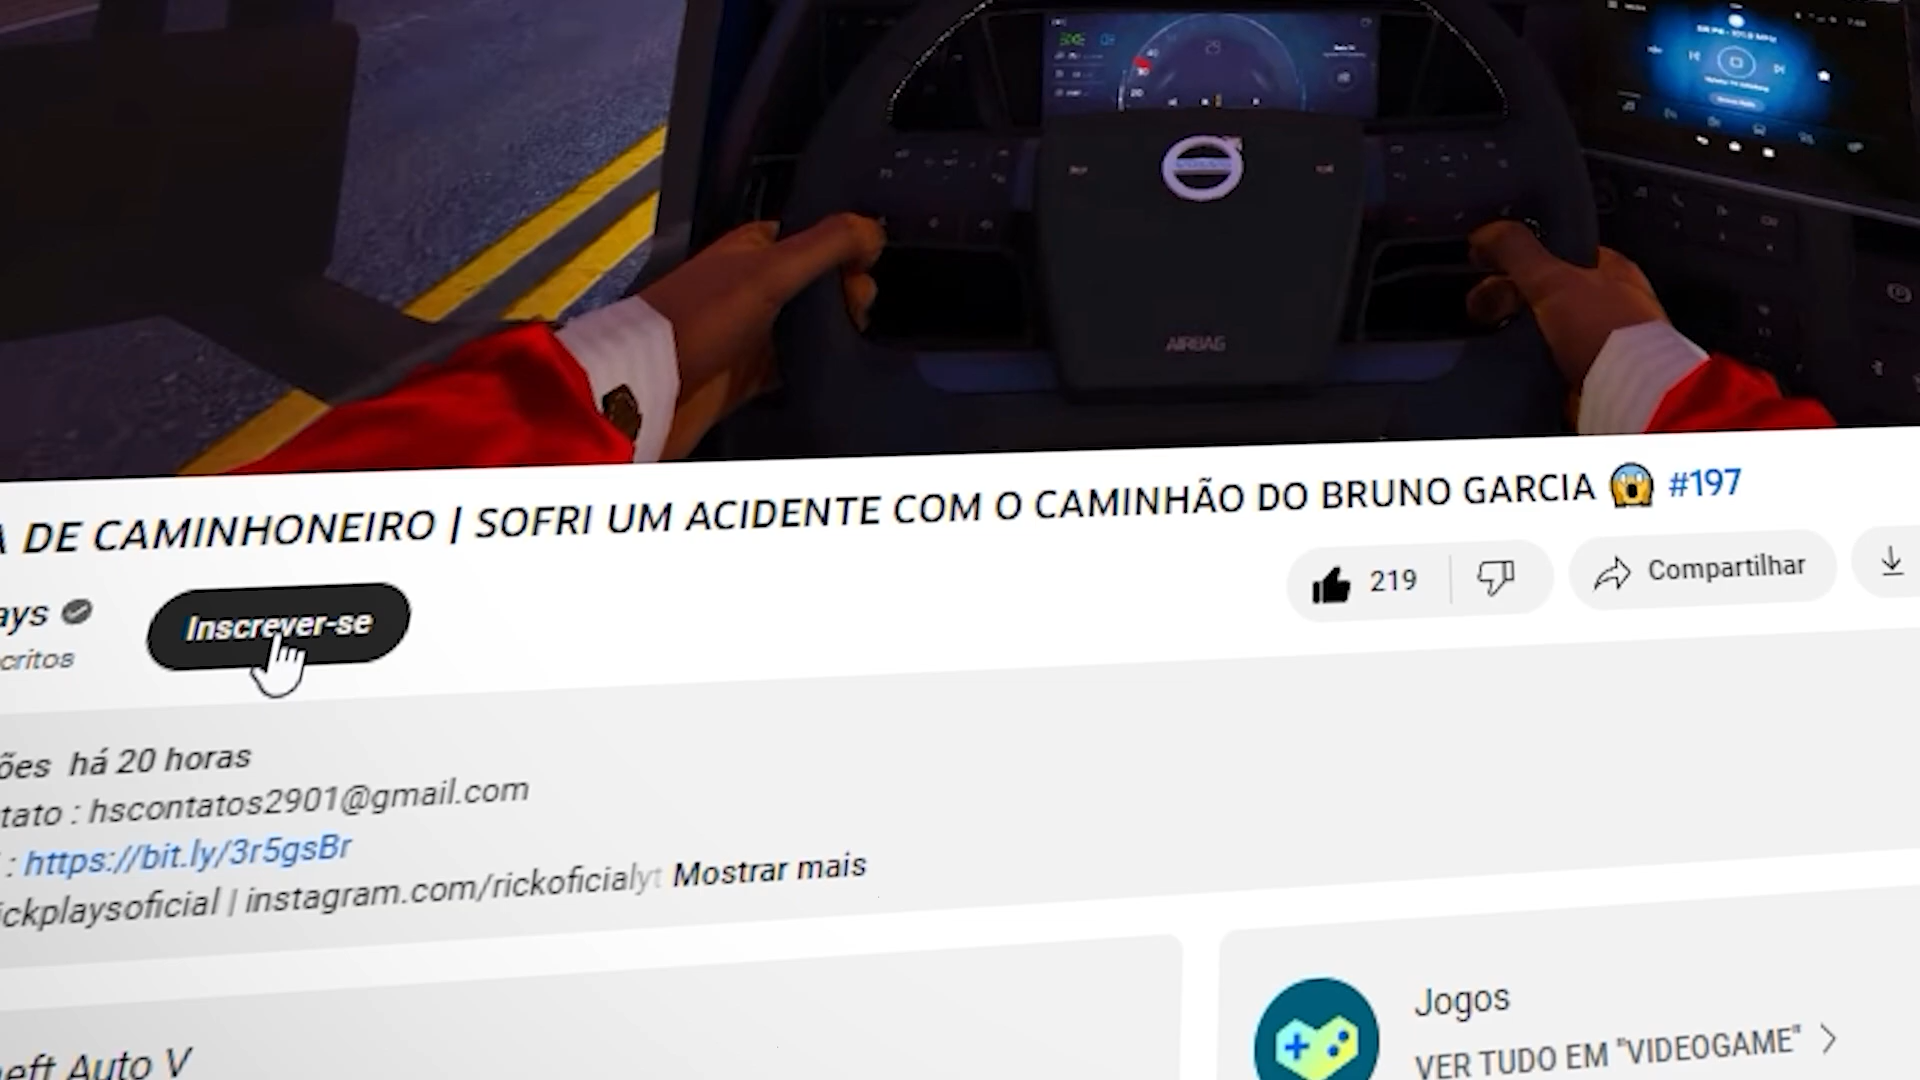 AIRBAG
A DE CAMINHONEIRO | SOFRI UM ACIDENTE COM O CAMINHÃO DO BRUNO GARCIA 😱 #197
ays
Inscrever-se
219
Compartilhar
critos
ões há 20 horas
tato : hscontatos2901@gmail.com
: https://bit.ly/3r5gsBr
ickplaysoficial | instagram.com/rickoficialyt Mostrar mais
eft Auto V
Jogos
VER TUDO EM "VIDEOGAME"